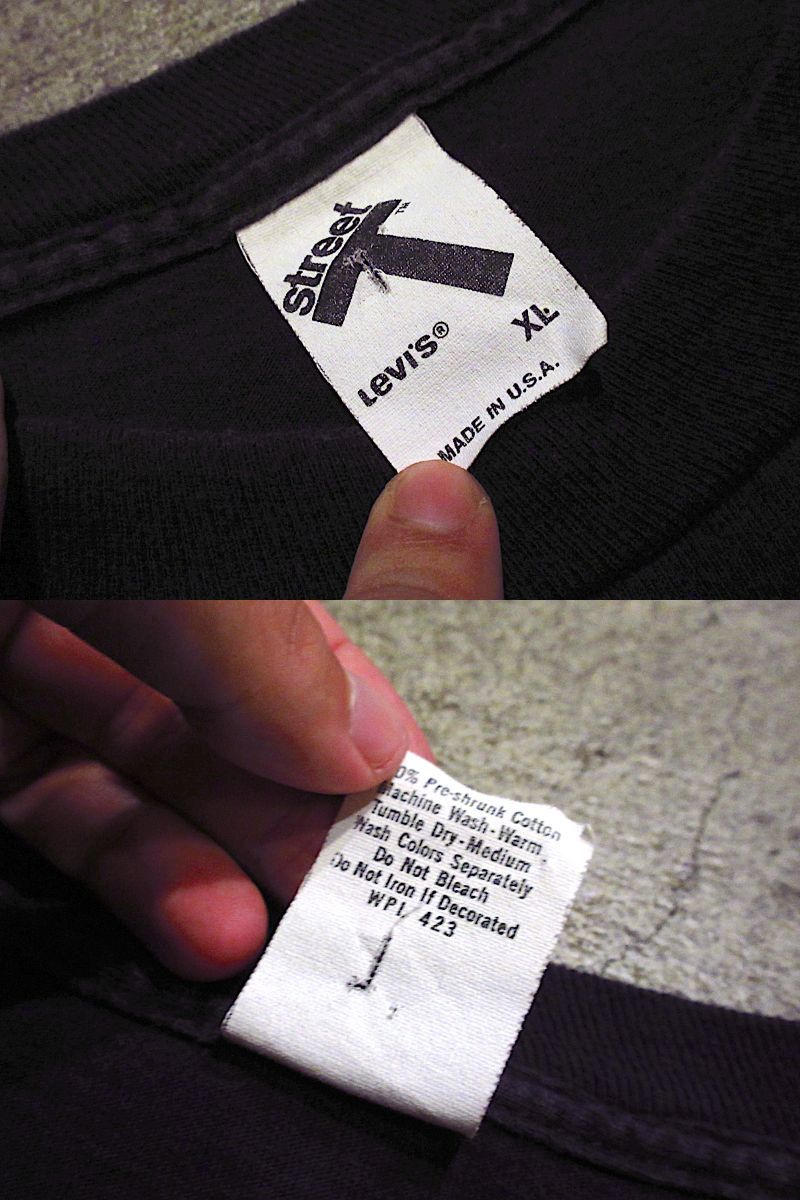 Street
T™
Levi's®
XL
MADE IN U.S.A.
0% Pre-shrunk Cotton
Machine Wash-Warm
Tumble Dry-Medium
Wash Colors Separately
Do Not Bleach
Do Not Iron If Decorated
WPL 423